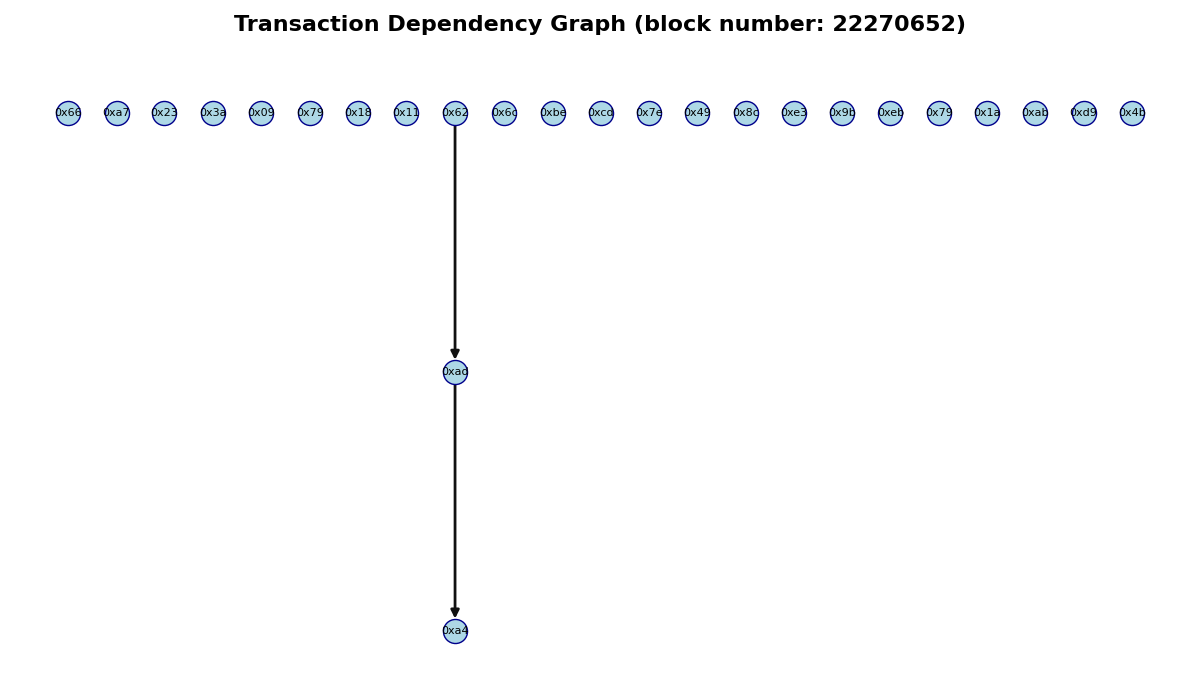 Transaction Dependency Graph (block number: 22270652)
0x66 0xa7 0x23 0x3a 0x09 0x79 0x18 0x11 0x62 0x6c 0xbe 0xcd 0x7e 0x49 0x8c 0xe3 0x9b 0xeb 0x79 0x1a 0xab 0xd9 0x4b
0xad
0xa4